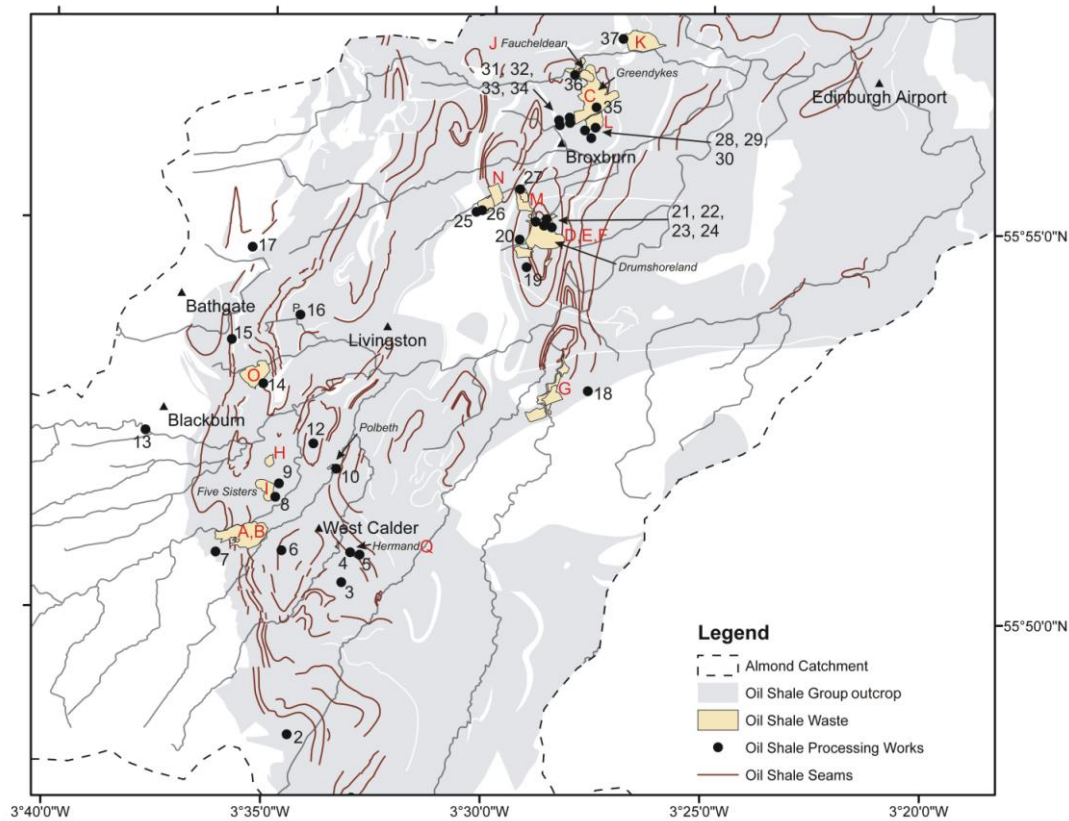 37
K
J
Faucheldean
31, 32,
33, 34
36
Greendykes
C
35
L
Edinburgh Airport
28, 29,
30
Broxburn
N
27
M
25
26
21, 22,
23, 24
20
D,E,F
55°55'0"N
17
19
Drumshoreland
Bathgate
P
16
15
Livingston
O
14
G
18
Blackburn
13
12
Polbeth
H
9
10
Five Sisters
I
8
A,B
West Calder
7
6
Hermand
Q
4
5
3
55°50'0"N
Legend
Almond Catchment
Oil Shale Group outcrop
Oil Shale Waste
Oil Shale Processing Works
Oil Shale Seams
2
3°40'0"W
3°35'0"W
3°30'0"W
3°25'0"W
3°20'0"W